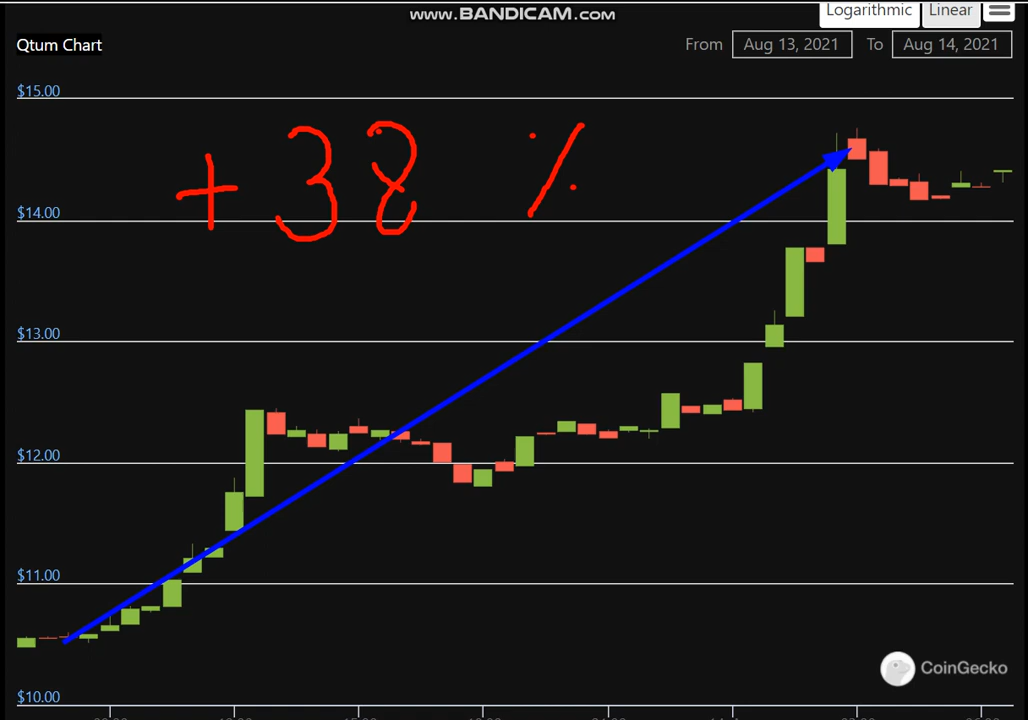 www.BANDICAM.com
Logarithmic Linear
Qtum Chart
From Aug 13, 2021 To Aug 14, 2021
$15.00
+38 %
$14.00
$13.00
$12.00
$11.00
CoinGecko
$10.00